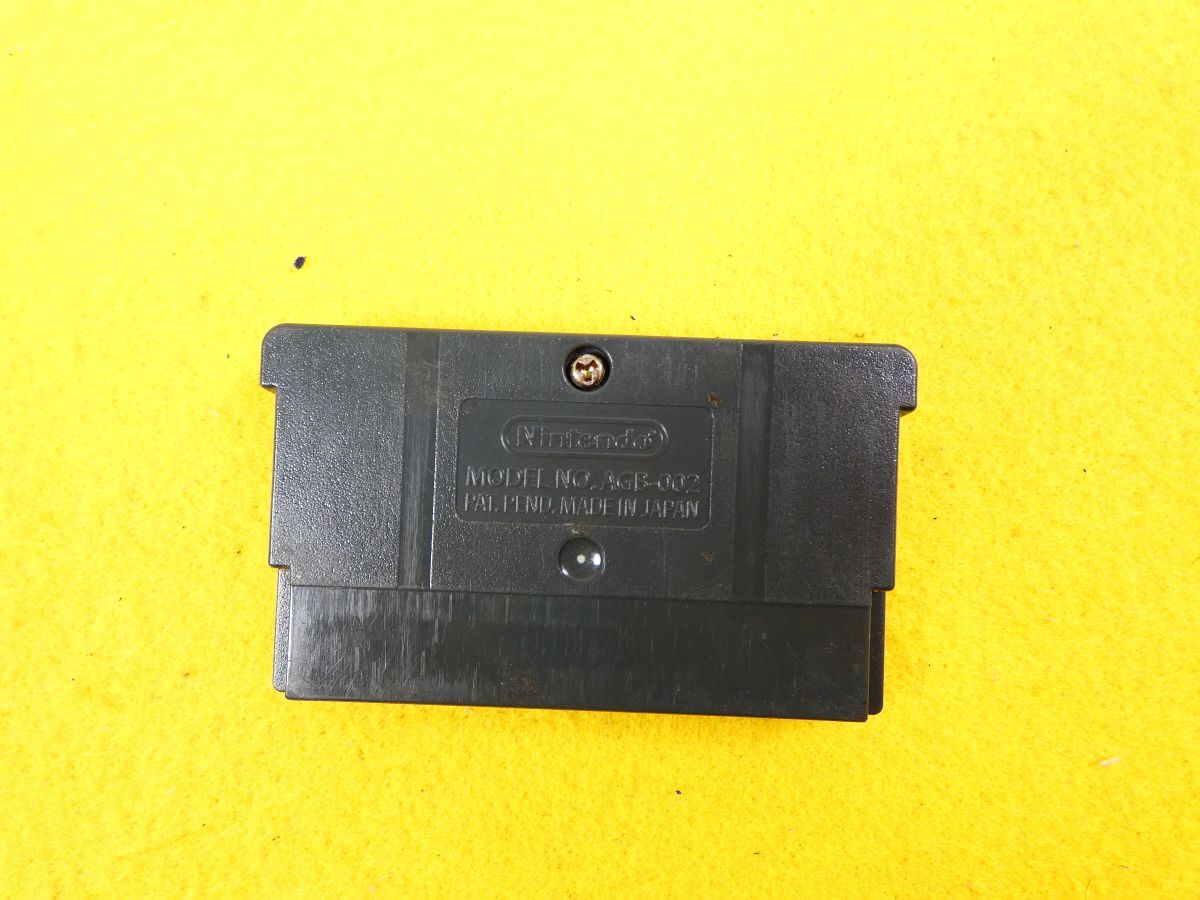 Nintendo®
MODEL NO. AGB-002
PAT. PEND. MADE IN JAPAN